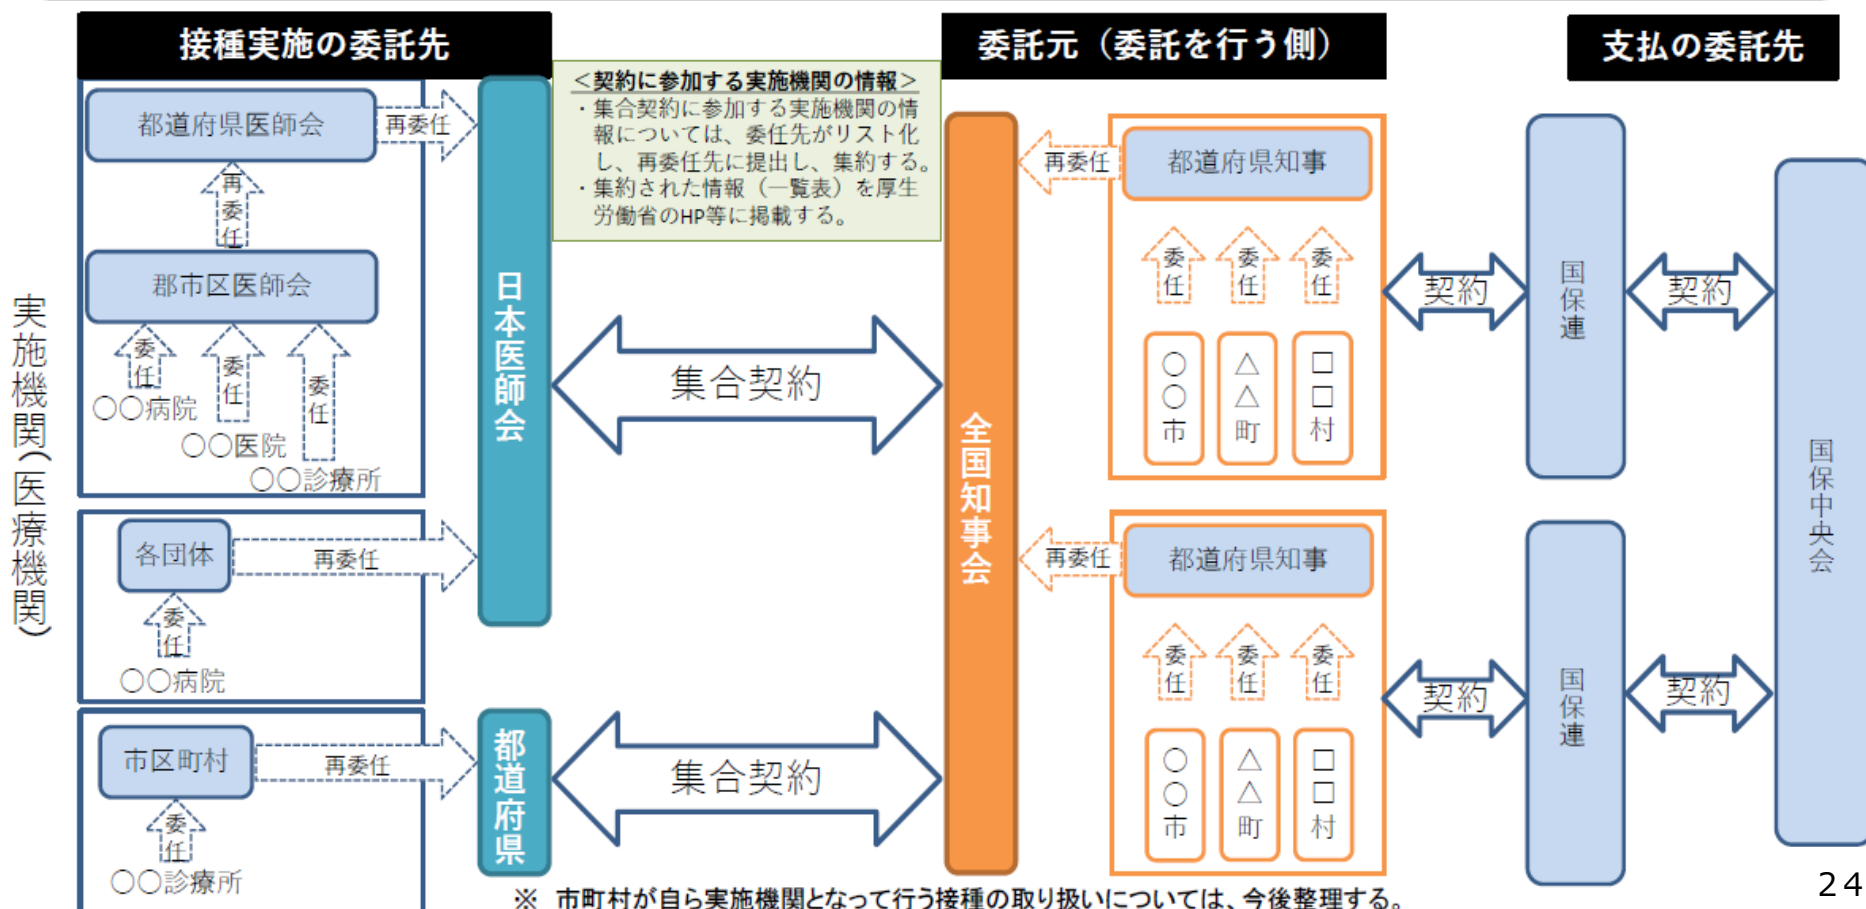 接種実施の委託先
委託元（委託を行う側）
支払の委託先
実施機関（医療機関）
都道府県医師会
再委任
再委任
郡市区医師会
委任
委任
委任
〇〇病院
〇〇医院
〇〇診療所
各団体
再委任
委任
〇〇病院
市区町村
再委任
委任
〇〇診療所
日本医師会
都道府県
＜契約に参加する実施機関の情報＞
・集合契約に参加する実施機関の情
報については、委任先がリスト化
し、再委任先に提出し、集約する。
・集約された情報（一覧表）を厚生
労働省のHP等に掲載する。
集合契約
集合契約
全国知事会
再委任
都道府県知事
委任
委任
委任
〇〇市
△△町
□□村
再委任
都道府県知事
委任
委任
委任
〇〇市
△△町
□□村
契約
国保連
契約
契約
国保連
契約
国保中央会
※ 市町村が自ら実施機関となって行う接種の取り扱いについては、今後整理する。
24